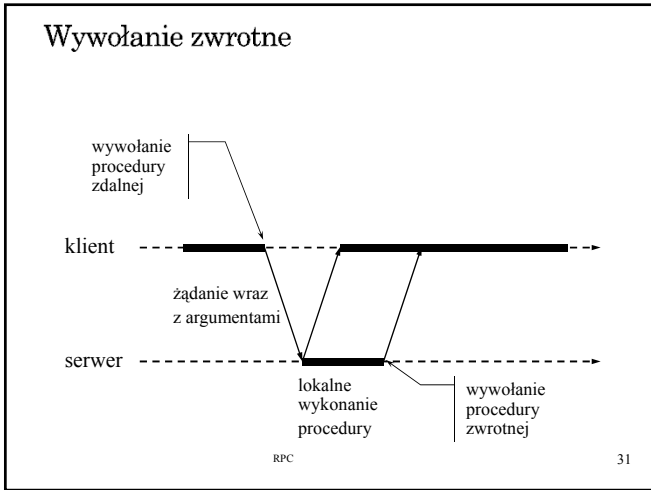 Wywołanie zwrotne
wywołanie
procedury
zdalnej
klient
żądanie wraz
z argumentami
serwer
lokalne
wykonanie
procedury
wywołanie
procedury
zwrotnej
RPC
31